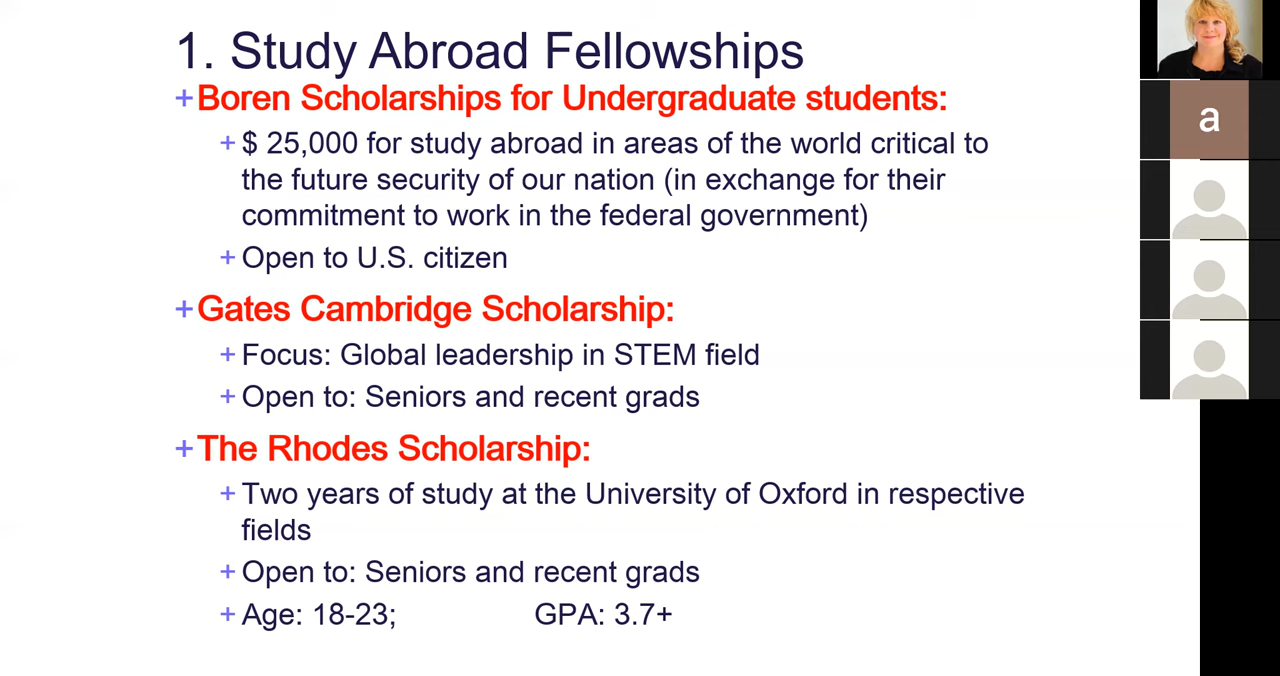 1. Study Abroad Fellowships
+Boren Scholarships for Undergraduate students:
+$ 25,000 for study abroad in areas of the world critical to
the future security of our nation (in exchange for their
commitment to work in the federal government)
+Open to U.S. citizen
+Gates Cambridge Scholarship:
+Focus: Global leadership in STEM field
+Open to: Seniors and recent grads
+The Rhodes Scholarship:
+Two years of study at the University of Oxford in respective
fields
+Open to: Seniors and recent grads
+Age: 18-23; GPA: 3.7+
a